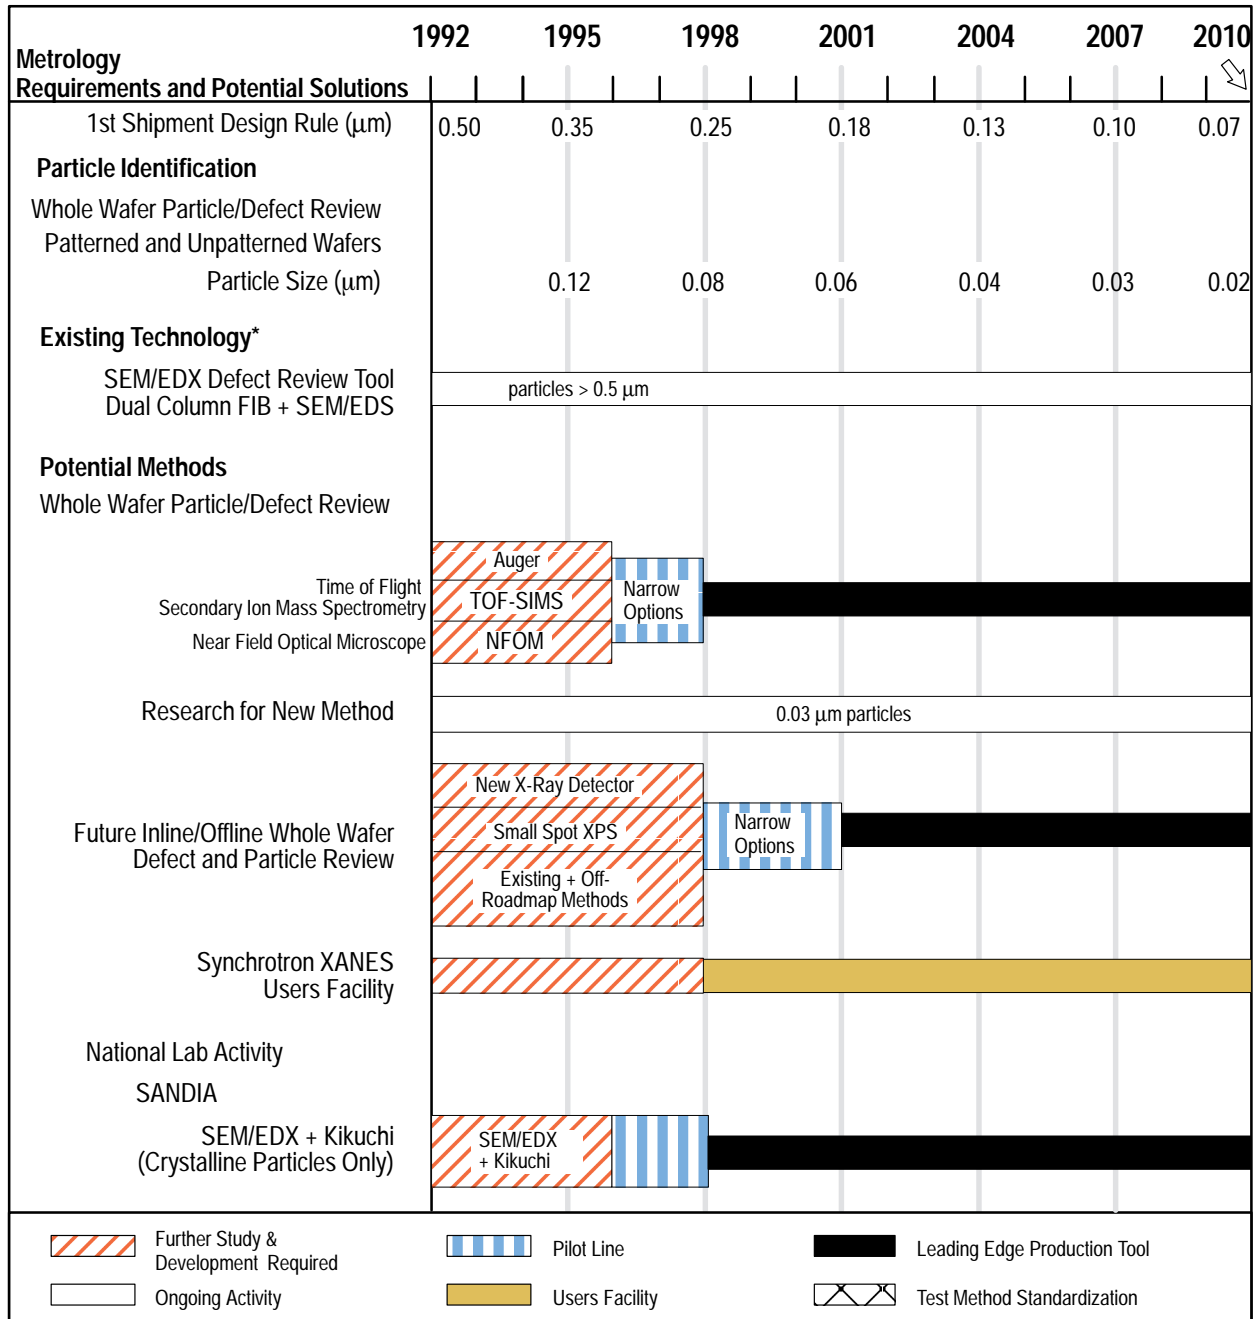 1992 1995 1998 2001 2004 2007 2010
Metrology
Requirements and Potential Solutions
1st Shipment Design Rule (µm) 0.50 0.35 0.25 0.18 0.13 0.10 0.07
Particle Identification
Whole Wafer Particle/Defect Review
Patterned and Unpatterned Wafers
Particle Size (µm) 0.12 0.08 0.06 0.04 0.03 0.02
Existing Technology*
SEM/EDX Defect Review Tool
Dual Column FIB + SEM/EDS
particles > 0.5 µm
Potential Methods
Whole Wafer Particle/Defect Review
Auger
Time of Flight
Secondary Ion Mass Spectrometry
TOF-SIMS
Near Field Optical Microscope
NFOM
Narrow
Options
Research for New Method
0.03 µm particles
Future Inline/Offline Whole Wafer
Defect and Particle Review
New X-Ray Detector
Small Spot XPS
Existing + Off-
Roadmap Methods
Narrow
Options
Synchrotron XANES
Users Facility
National Lab Activity
SANDIA
SEM/EDX + Kikuchi
(Crystalline Particles Only)
SEM/EDX
+ Kikuchi
Further Study &
Development Required
Pilot Line
Leading Edge Production Tool
Ongoing Activity
Users Facility
Test Method Standardization